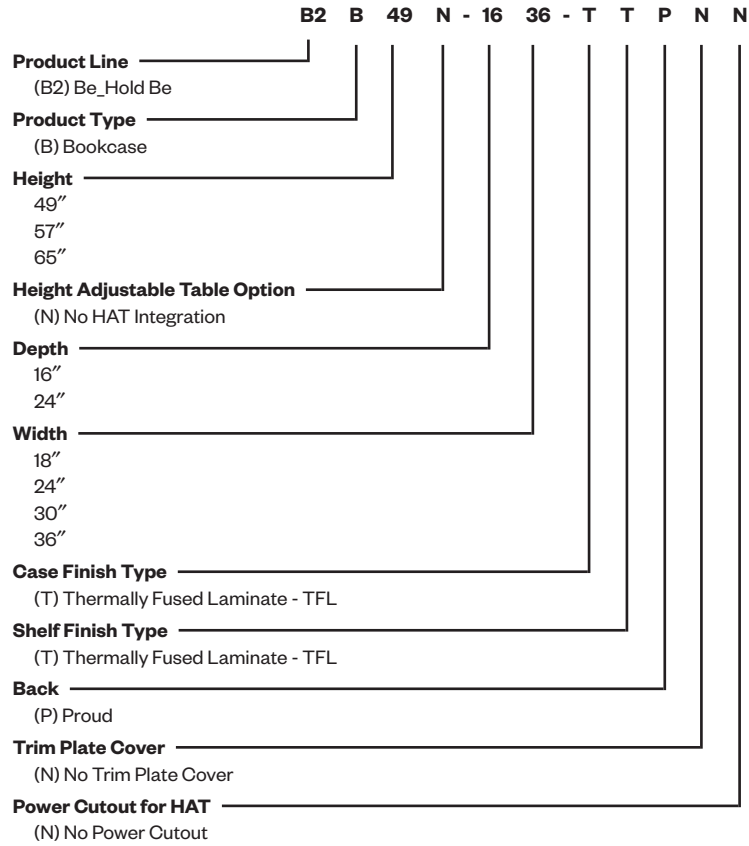 B2 B 49 N - 16 36 - T T P N N
Product Line
(B2) Be_Hold Be
Product Type
(B) Bookcase
Height
49″
57″
65″
Height Adjustable Table Option
(N) No HAT Integration
Depth
16″
24″
Width
18″
24″
30″
36″
Case Finish Type
(T) Thermally Fused Laminate - TFL
Shelf Finish Type
(T) Thermally Fused Laminate - TFL
Back
(P) Proud
Trim Plate Cover
(N) No Trim Plate Cover
Power Cutout for HAT
(N) No Power Cutout